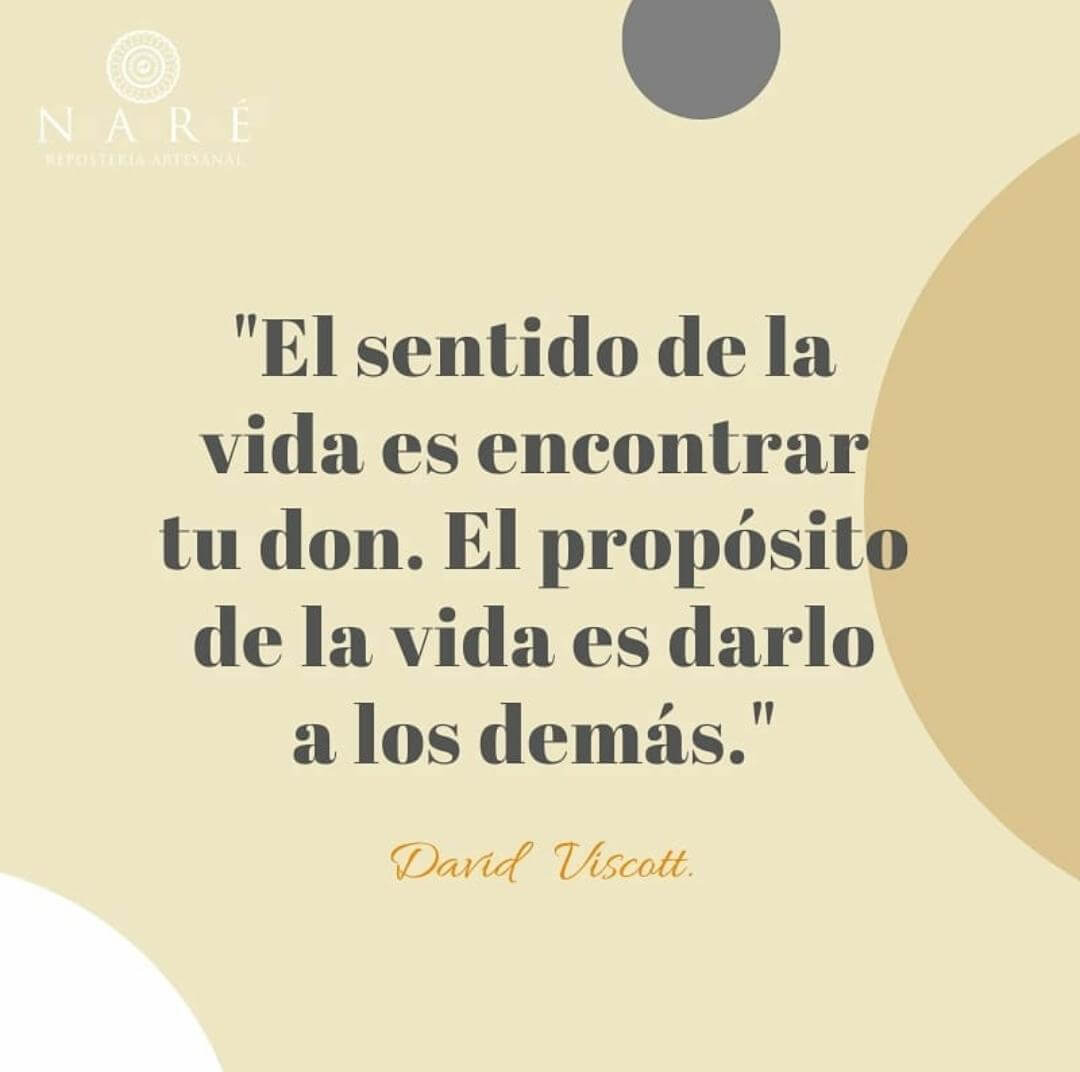 NARÉ
REPOSTERÍA ARTESANAL
"El sentido de la
vida es encontrar
tu don. El propósito
de la vida es darlo
a los demás."
David Viscott.